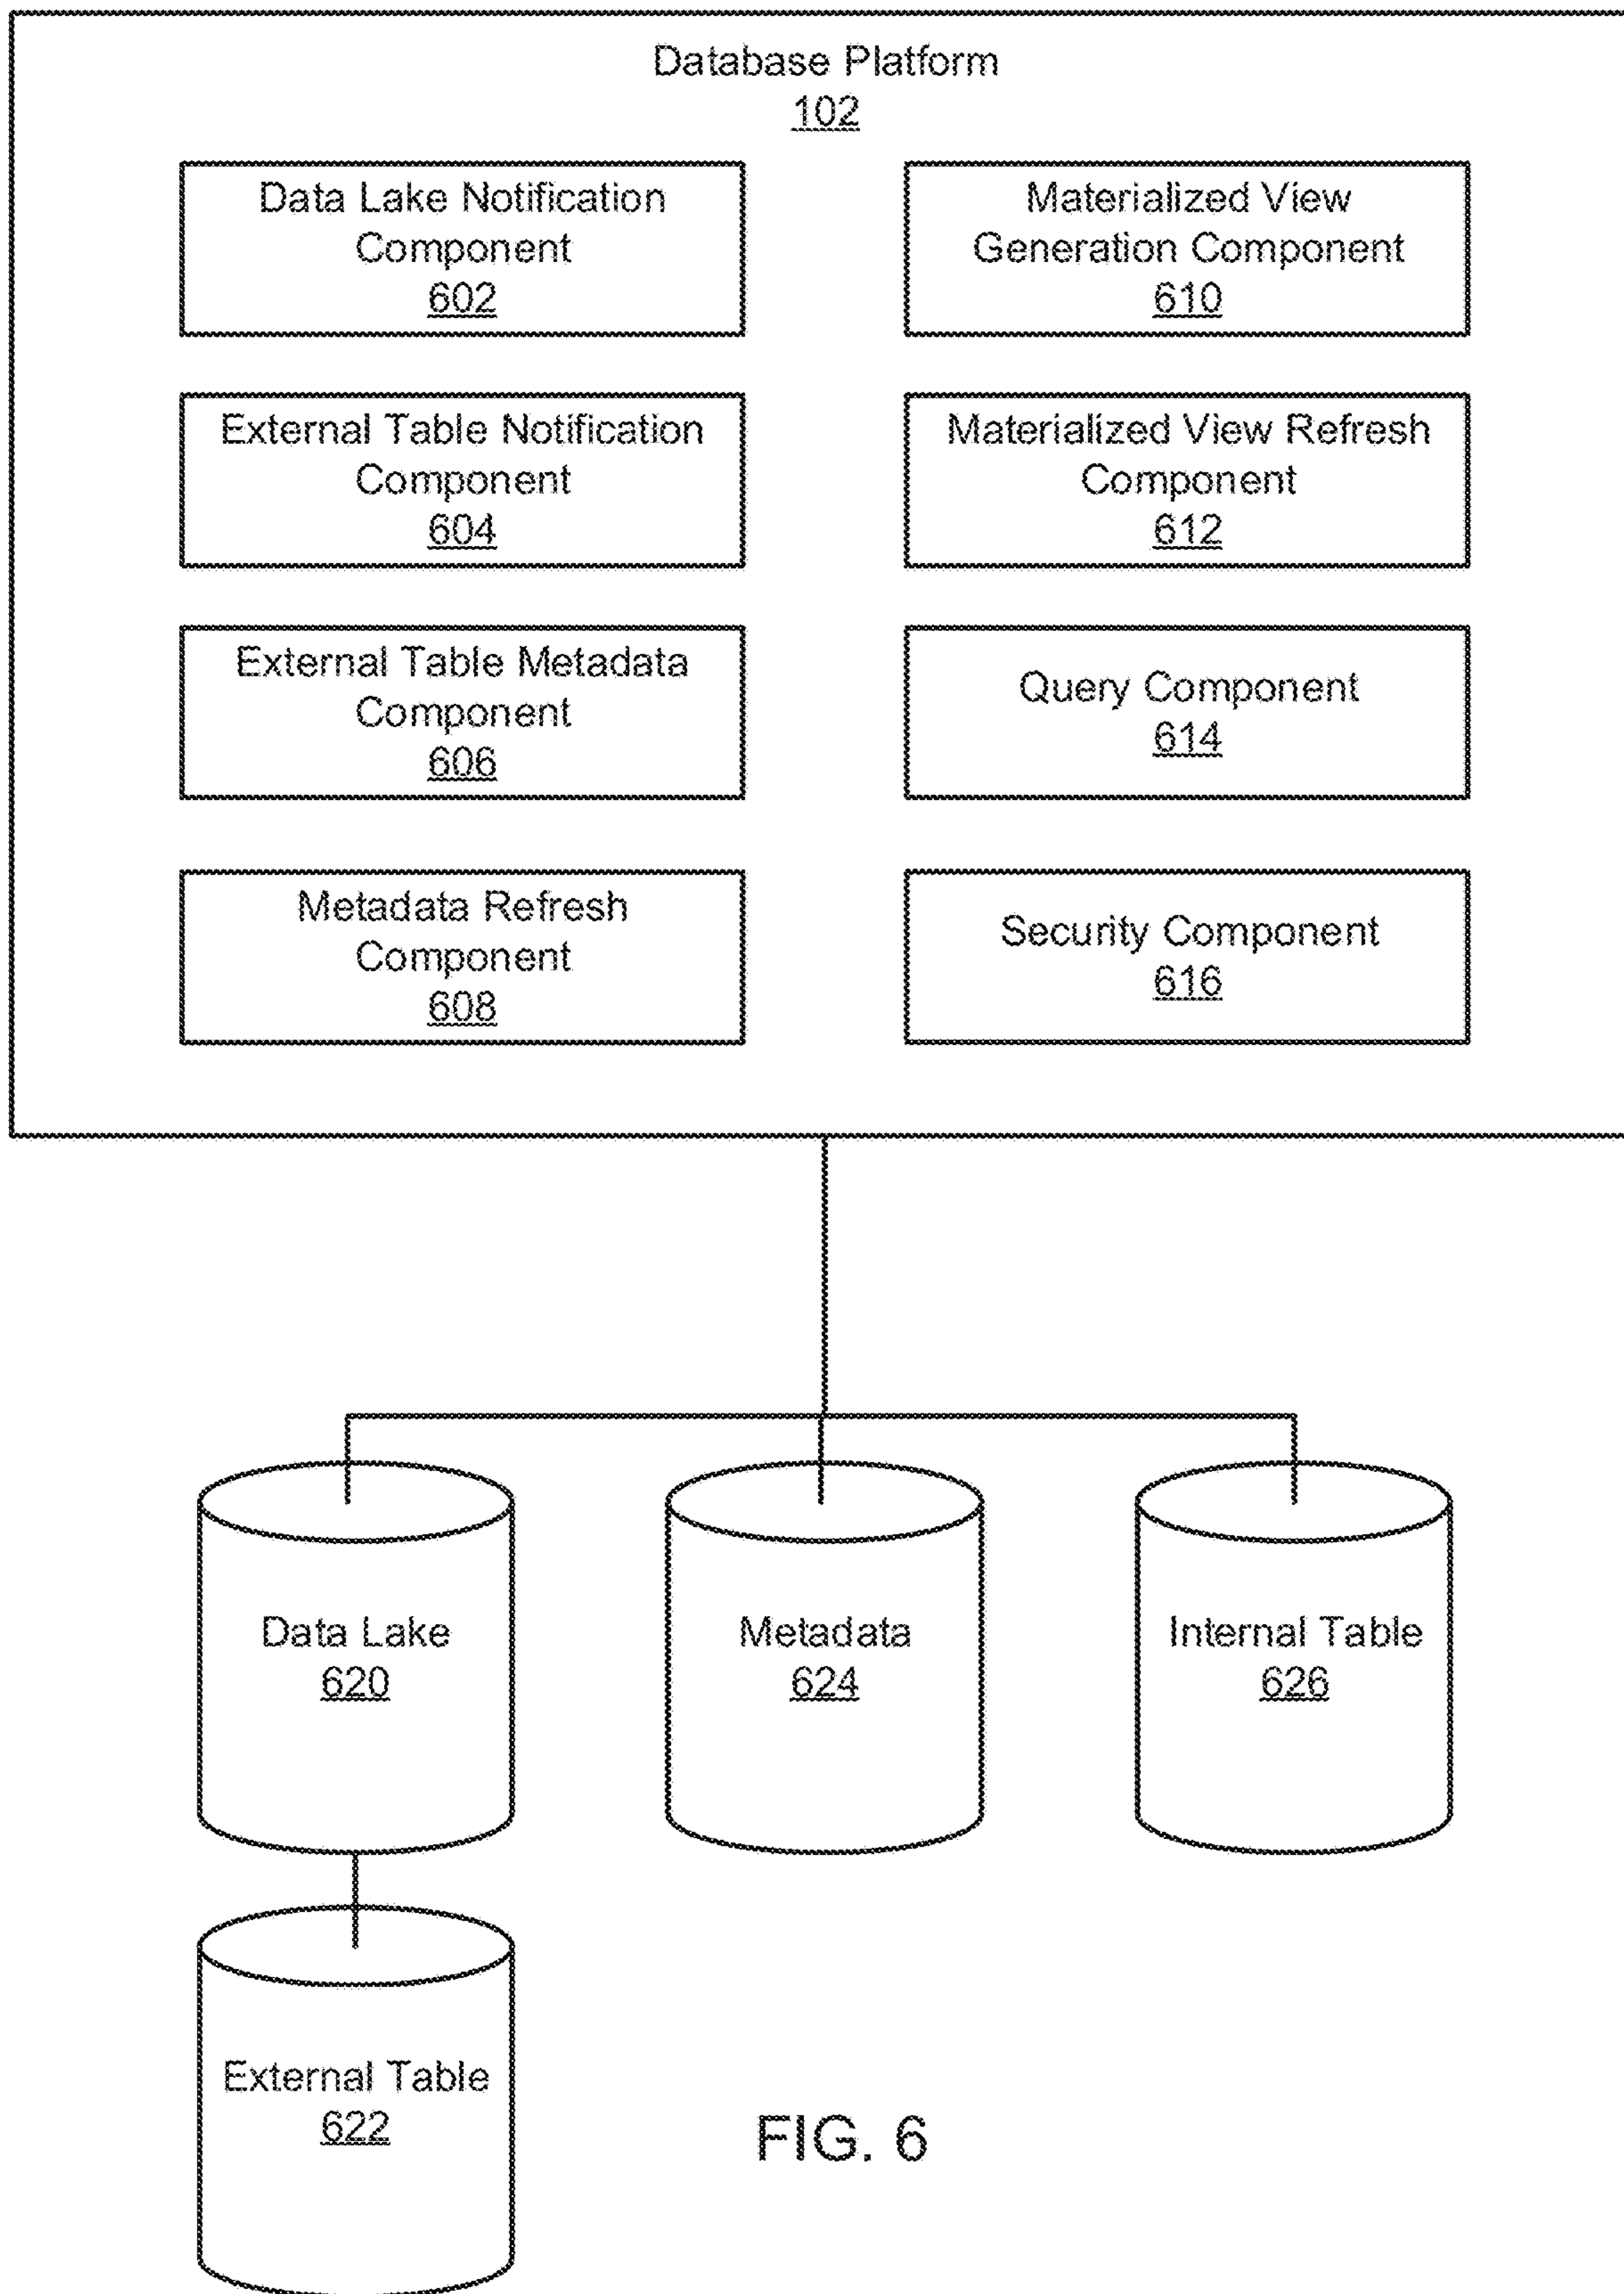 Database Platform
102
Data Lake Notification
Component
602
Materialized View
Generation Component
610
External Table Notification
Component
604
Materialized View Refresh
Component
612
External Table Metadata
Component
606
Query Component
614
Metadata Refresh
Component
608
Security Component
616
Data Lake
620
Metadata
624
Internal Table
626
External Table
622
FIG. 6